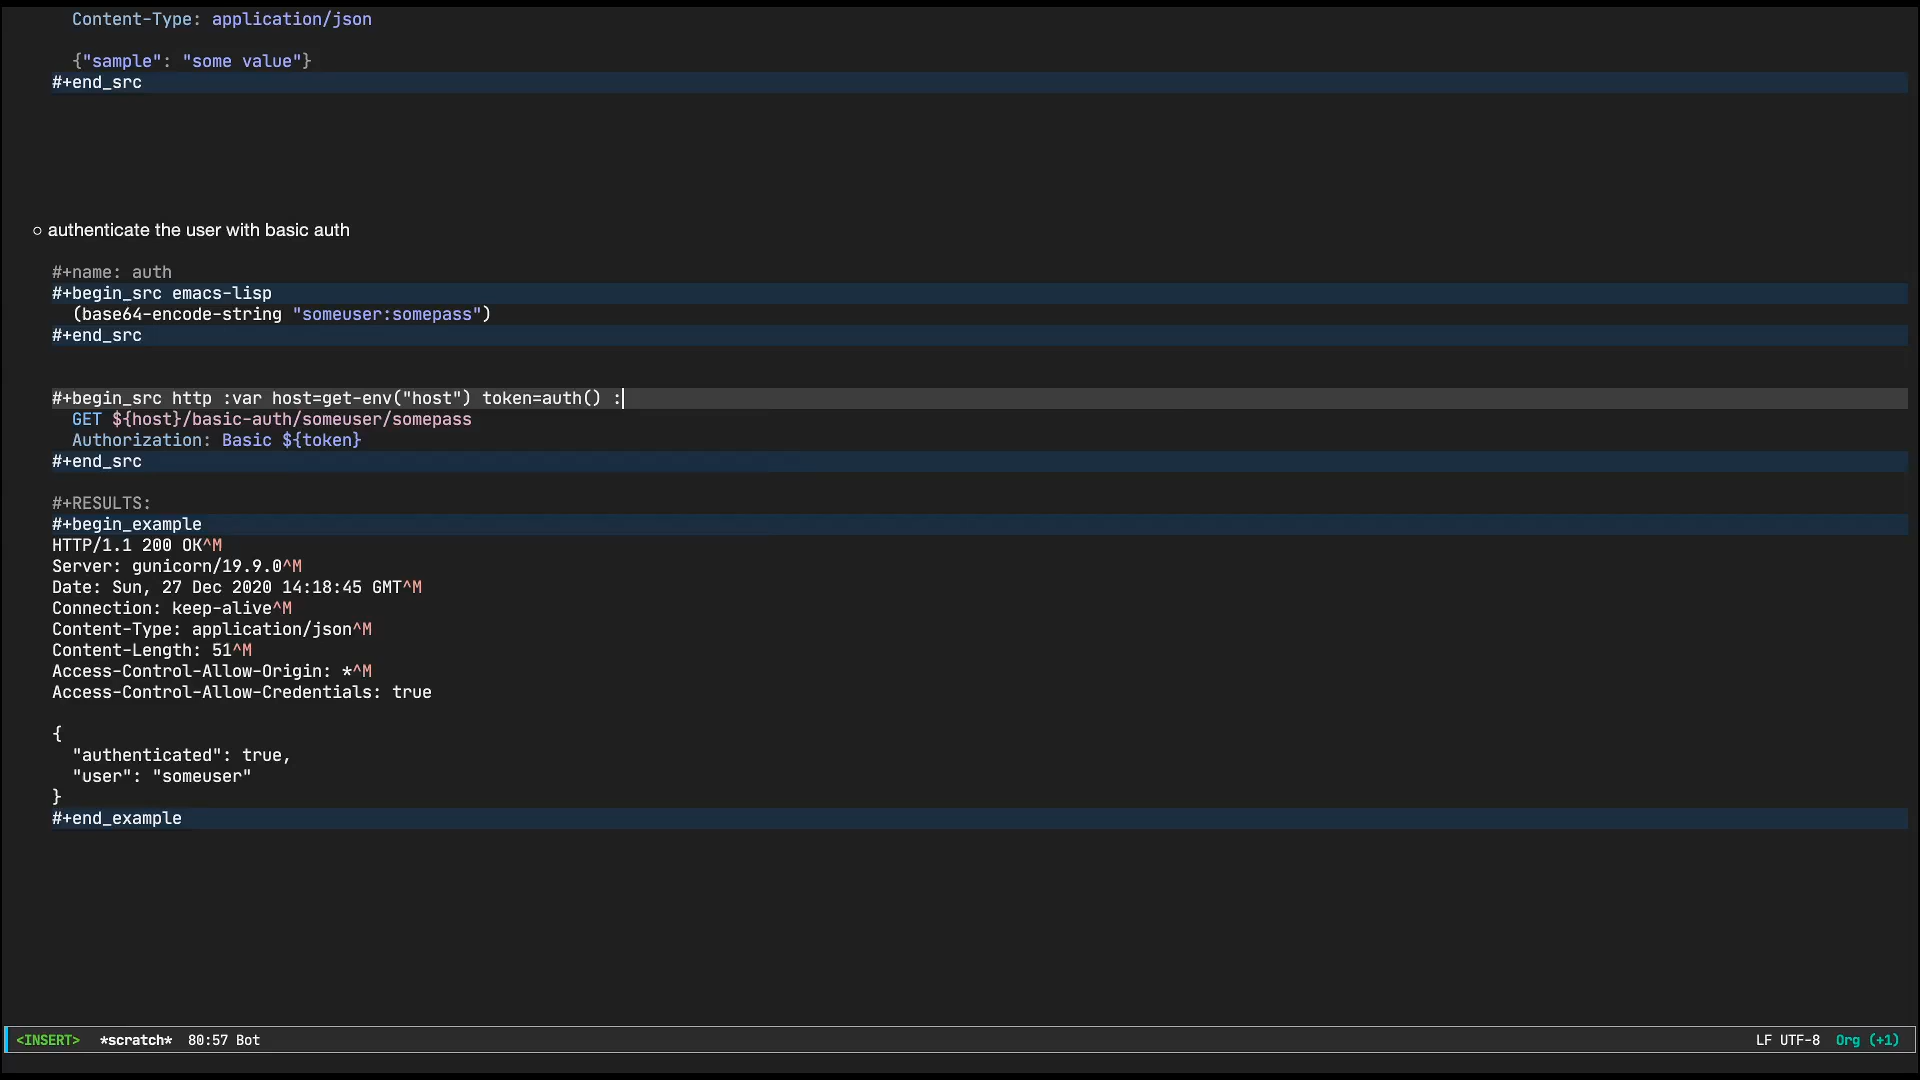 Content-Type: application/json
{"sample": "some value"}
#+end_src
authenticate the user with basic auth
#+name: auth
#+begin_src emacs-lisp
(base64-encode-string "someuser:somepass")
#+end_src
#+begin_src http :var host=get-env("host") token=auth() :
GET ${host}/basic-auth/someuser/somepass
Authorization: Basic ${token}
#+end_src
#+RESULTS:
#+begin_example
HTTP/1.1 200 OK^M
Server: gunicorn/19.9.0^M
Date: Sun, 27 Dec 2020 14:18:45 GMT^M
Connection: keep-alive^M
Content-Type: application/json^M
Content-Length: 51^M
Access-Control-Allow-Origin: *^M
Access-Control-Allow-Credentials: true
{
"authenticated": true,
"user": "someuser"
}
#+end_example
<INSERT> *scratch* 80:57 Bot LF UTF-8 Org (+1)